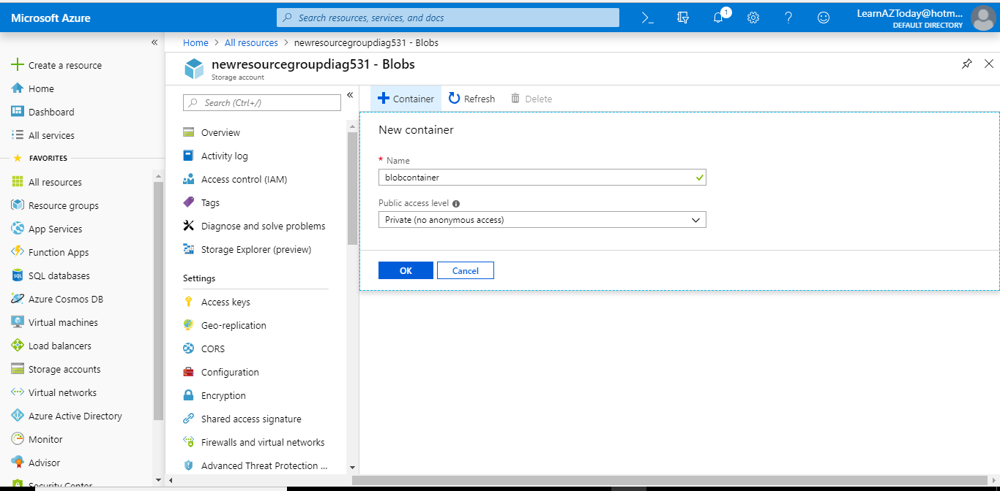 Microsoft Azure
Search resources, services, and docs
1
LearnAZToday@hotm...
DEFAULT DIRECTORY
Home > All resources > newresourcegroupdiag531 - Blobs
newresourcegroupdiag531 - Blobs
Storage account
Create a resource
Home
Dashboard
All services
FAVORITES
All resources
Resource groups
App Services
Function Apps
SQL databases
Azure Cosmos DB
Virtual machines
Load balancers
Storage accounts
Virtual networks
Azure Active Directory
Monitor
Advisor
Security Center
Search (Ctrl+/)
Overview
Activity log
Access control (IAM)
Tags
Diagnose and solve problems
Storage Explorer (preview)
Settings
Access keys
Geo-replication
CORS
Configuration
Encryption
Shared access signature
Firewalls and virtual networks
Advanced Threat Protection ...
Container Refresh Delete
New container
* Name
blobcontainer
Public access level
Private (no anonymous access)
OK Cancel